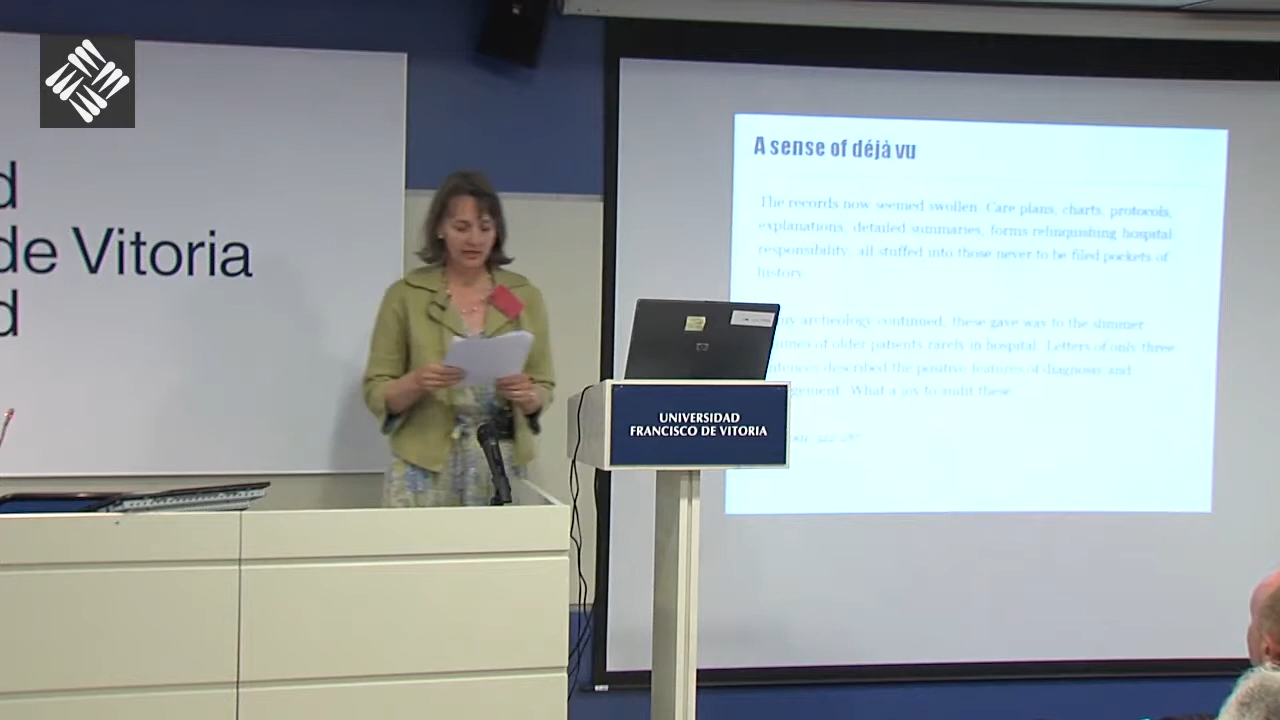 d
de Vitoria
d
A sense of déjà vu
The records now seemed swollen. Care plans, charts, protocols,
explanations, detailed summaries, forms relinquishing hospital
responsibility; all stuffed into those never to be filed pockets of
history.
archeology continued, these gave way to the slimmer
of older patients rarely in hospital. Letters of only three
described the positive features of diagnosis and
What a joy to audit these.
UNIVERSIDAD
FRANCISCO DE VITORIA